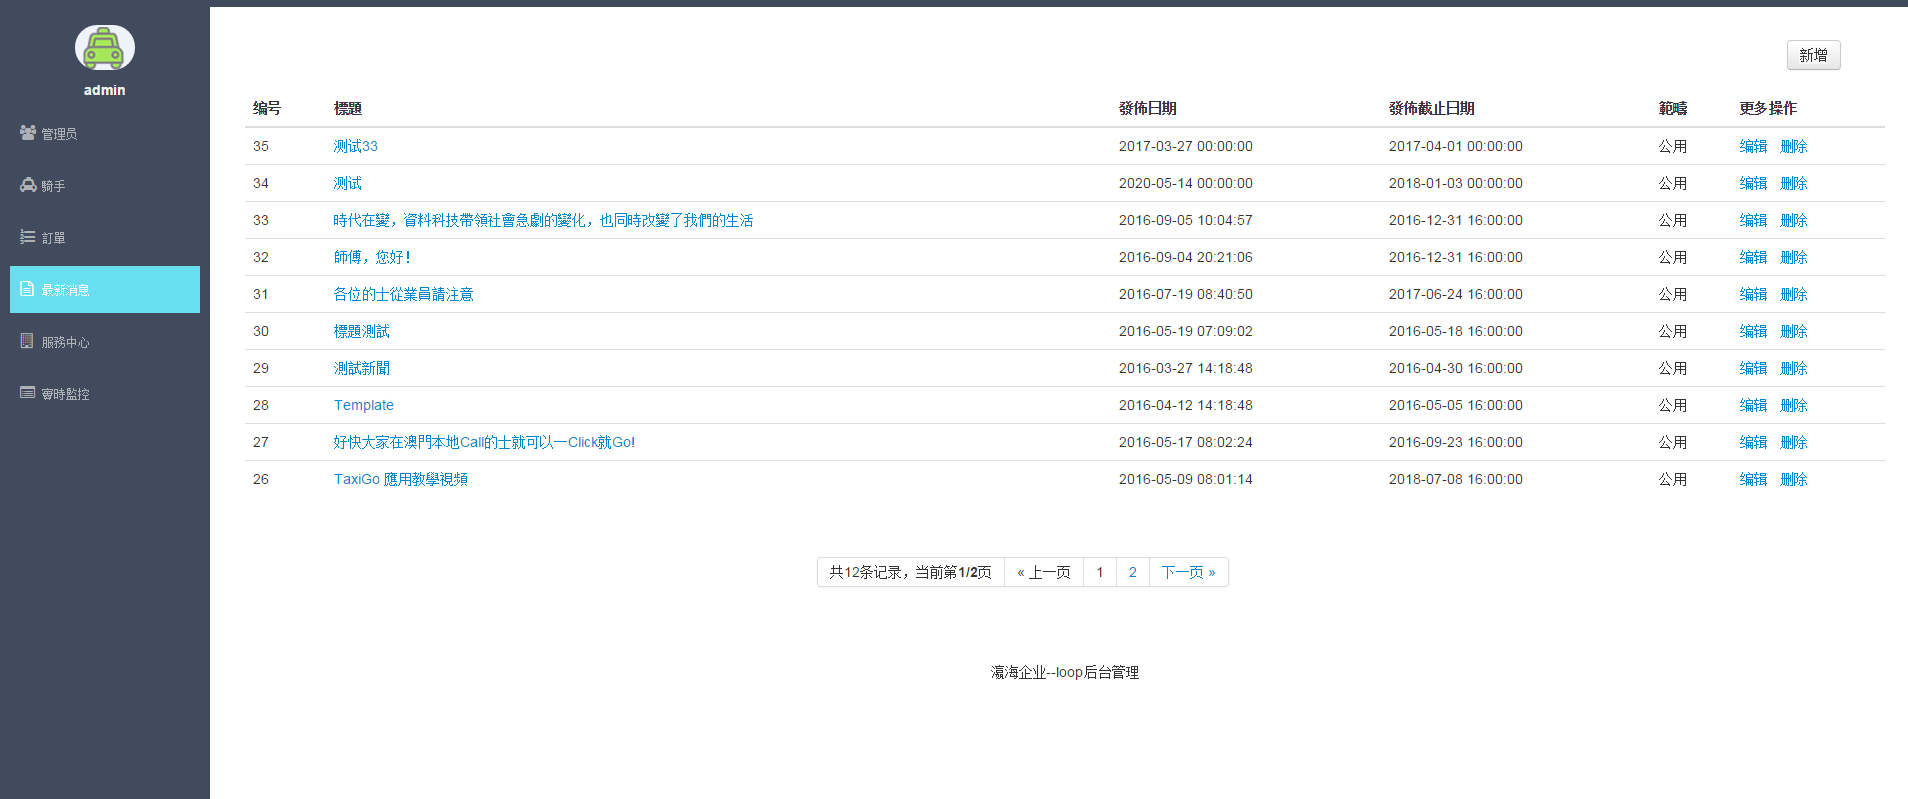 admin
管理员
騎手
訂單
最新消息
服務中心
實時監控
新增
编号 標題 發佈日期 發佈截止日期 範疇 更多操作
35 测试33 2017-03-27 00:00:00 2017-04-01 00:00:00 公用 编辑 删除
34 测试 2020-05-14 00:00:00 2018-01-03 00:00:00 公用 编辑 删除
33 時代在變，資料科技帶領社會急劇的變化，也同時改變了我們的生活 2016-09-05 10:04:57 2016-12-31 16:00:00 公用 编辑 删除
32 師傅，您好！ 2016-09-04 20:21:06 2016-12-31 16:00:00 公用 编辑 删除
31 各位的士從業員請注意 2016-07-19 08:40:50 2017-06-24 16:00:00 公用 编辑 删除
30 標題測試 2016-05-19 07:09:02 2016-05-18 16:00:00 公用 编辑 删除
29 測試新聞 2016-03-27 14:18:48 2016-04-30 16:00:00 公用 编辑 删除
28 Template 2016-04-12 14:18:48 2016-05-05 16:00:00 公用 编辑 删除
27 好快大家在澳門本地Call的士就可以一Click就Go! 2016-05-17 08:02:24 2016-09-23 16:00:00 公用 编辑 删除
26 TaxiGo 應用教學視頻 2016-05-09 08:01:14 2018-07-08 16:00:00 公用 编辑 删除
共12条记录，当前第1/2页 « 上一页 1 2 下一页 »
瀛海企业--loop后台管理